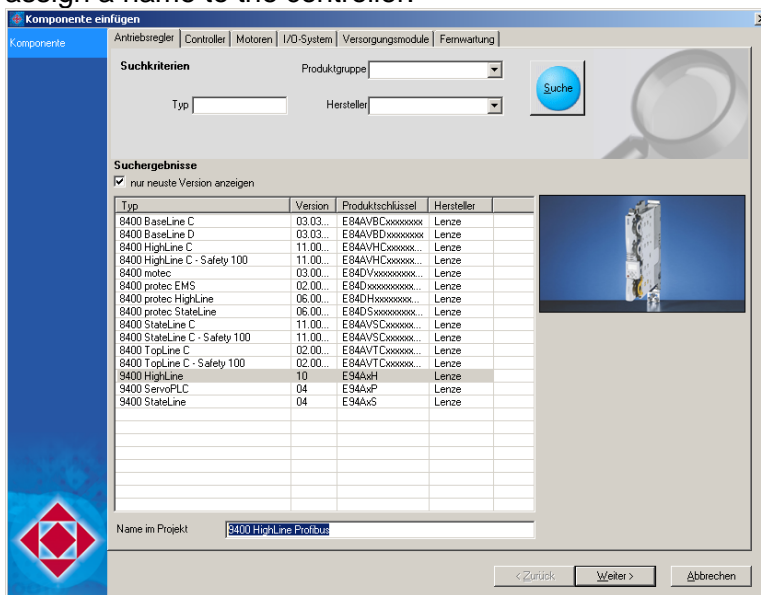 assign a name to the controller.
Komponente einfügen
Komponente
Antriebsregler Controller Motoren I/O-System Versorgungsmodule Fernwartung
Suchkriterien
Produktgruppe
Suche
Typ
Hersteller
Suchergebnisse
nur neuste Version anzeigen
Typ Version Produktschlüssel Hersteller
8400 BaseLine C 03.03... E84AVBCxxxxxxxx Lenze
8400 BaseLine D 03.03... E84AVBDxxxxxxxx Lenze
8400 HighLine C 11.00... E84AVHCxxxxxx... Lenze
8400 HighLine C - Safety 100 11.00... E84AVHCxxxxxx... Lenze
8400 motec 03.00... E84DVxxxxxxxxx... Lenze
8400 protec EMS 02.00... E84Dxxxxxxxxxx... Lenze
8400 protec HighLine 06.00... E84DHxxxxxxxx... Lenze
8400 protec StateLine 06.00... E84DSxxxxxxxxx... Lenze
8400 StateLine C 11.00... E84AVSCxxxxxx... Lenze
8400 StateLine C - Safety 100 11.00... E84AVSCxxxxxx... Lenze
8400 TopLine C 02.00... E84AVTCxxxxxx... Lenze
8400 TopLine C - Safety 100 02.00... E84AVTCxxxxxx... Lenze
9400 HighLine 10 E94AxH Lenze
9400 ServoPLC 04 E94AxP Lenze
9400 StateLine 04 E94AxS Lenze
Name im Projekt 9400 HighLine Profibus
< Zurück Weiter > Abbrechen